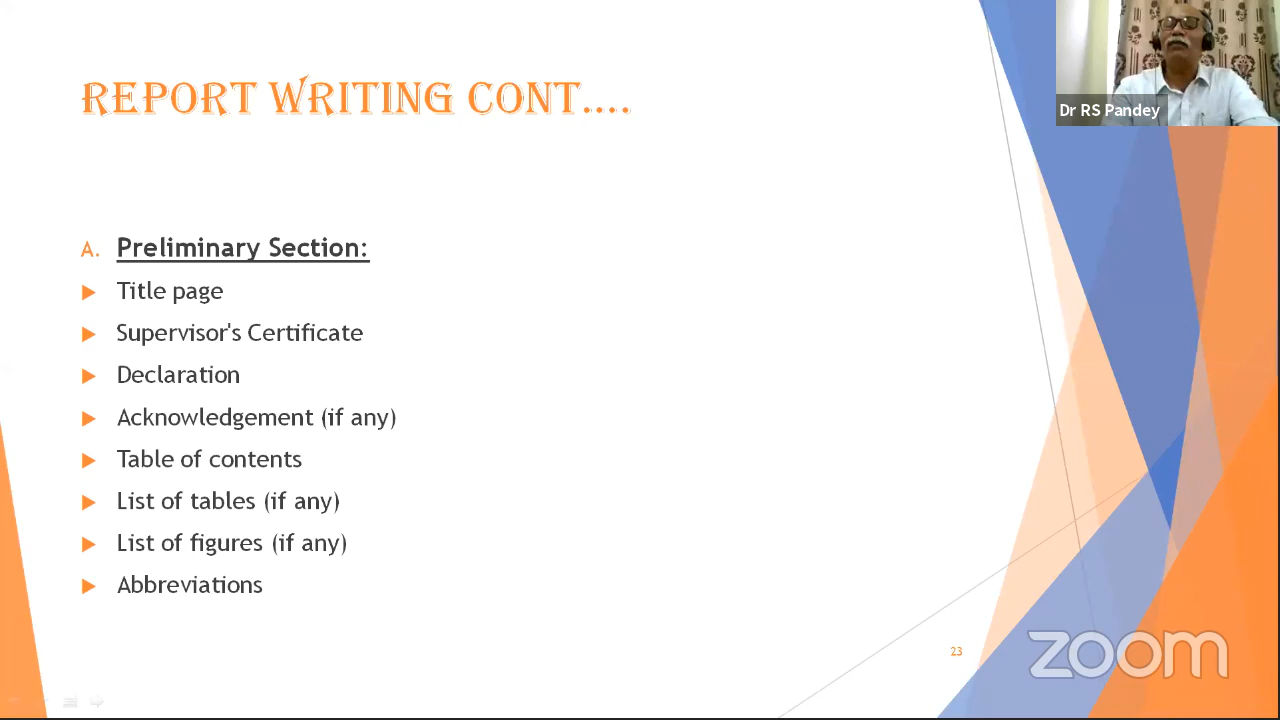 REPORT WRITING CONT....
Dr RS Pandey
A. Preliminary Section:
Title page
Supervisor's Certificate
Declaration
Acknowledgement (if any)
Table of contents
List of tables (if any)
List of figures (if any)
Abbreviations
23
zoom